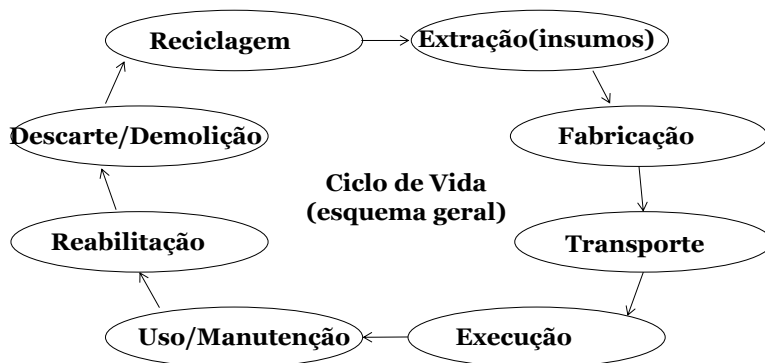 Reciclagem
Extração(insumos)
Descarte/Demolição
Fabricação
Ciclo de Vida
(esquema geral)
Reabilitação
Transporte
Uso/Manutenção
Execução